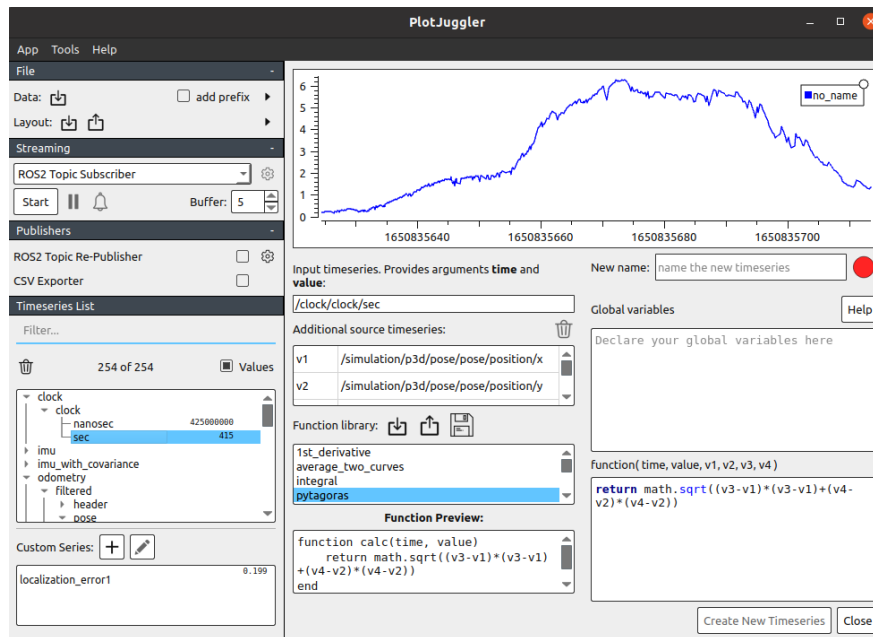 PlotJuggler
App Tools Help
File -
Data: add prefix
Layout:
Streaming -
ROS2 Topic Subscriber
Start Buffer: 5
Publishers -
ROS2 Topic Re-Publisher
CSV Exporter
Timeseries List -
Filter...
254 of 254 Values
clock
clock
nanosec 425000000
sec 415
imu
imu_with_covariance
odometry
filtered
header
pose
Custom Series:
localization_error1 0.199
6
5
4
3
2
1
0
no_name
1650835640 1650835660 1650835680 1650835700
Input timeseries. Provides arguments time and
value:
/clock/clock/sec
Additional source timeseries:
v1 /simulation/p3d/pose/pose/position/x
v2 /simulation/p3d/pose/pose/position/y
Function library:
1st_derivative
average_two_curves
integral
pytagoras
Function Preview:
function calc(time, value)
return math.sqrt((v3-v1)*(v3-v1)
+(v4-v2)*(v4-v2))
end
New name: name the new timeseries
Global variables Help
Declare your global variables here
function( time, value, v1, v2, v3, v4 )
return math.sqrt((v3-v1)*(v3-v1)+(v4-
v2)*(v4-v2))
Create New Timeseries Close